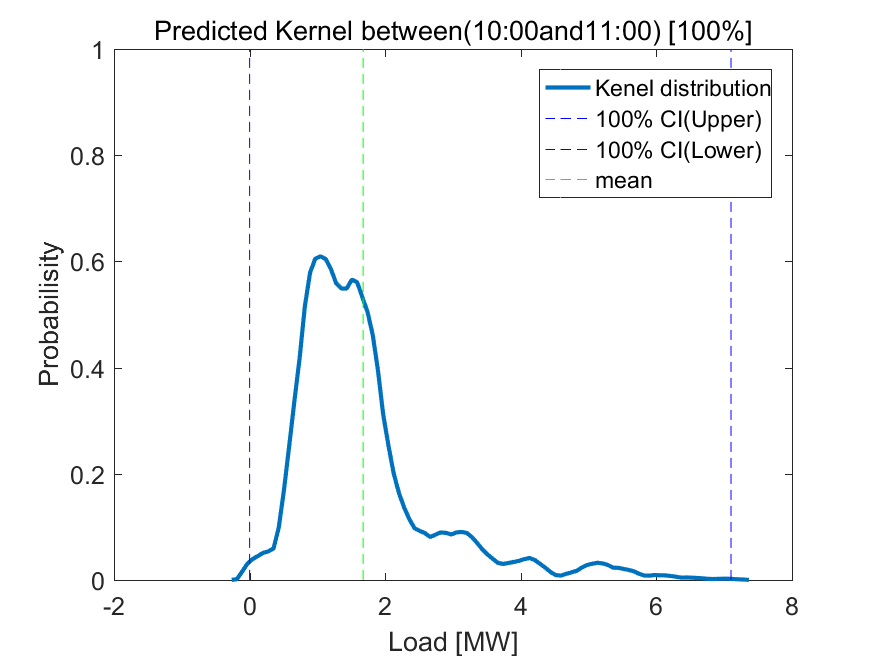 Predicted Kernel between(10:00and11:00) [100%]
Kenel distribution
100% CI(Upper)
100% CI(Lower)
mean
Probabilisity
1
0.8
0.6
0.4
0.2
0
-2 0 2 4 6 8
Load [MW]